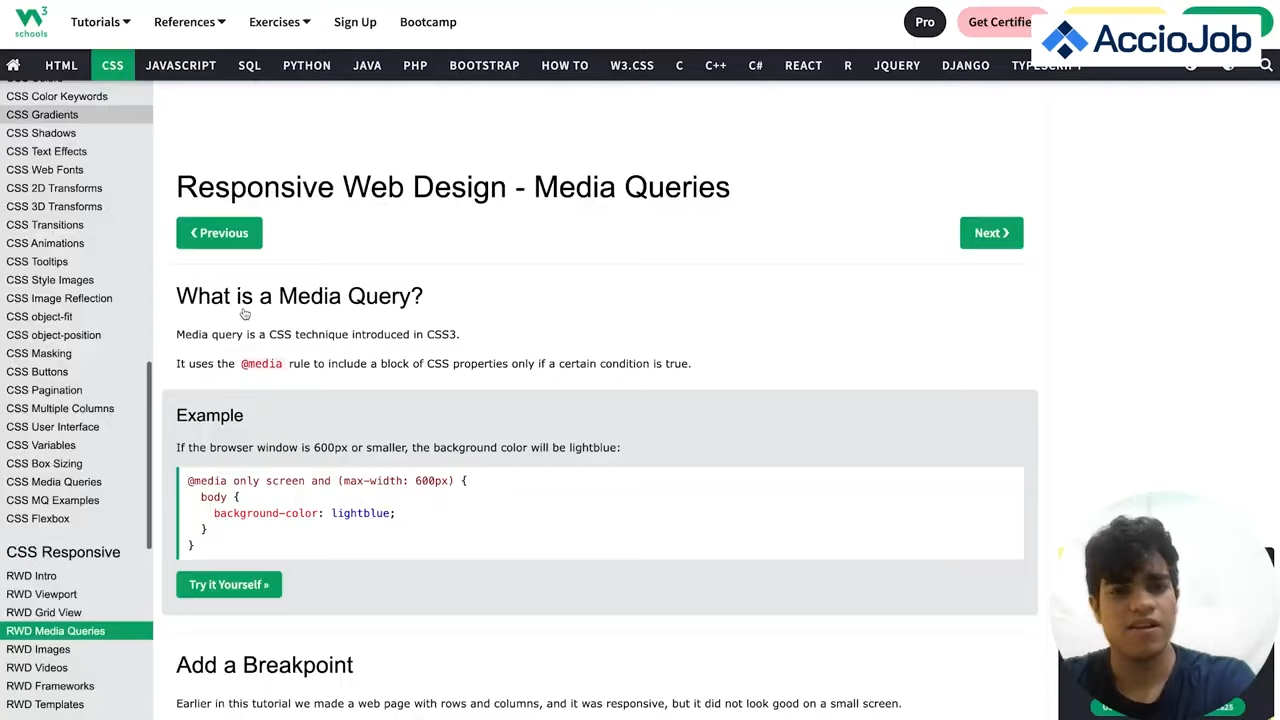 W3 schools
Tutorials References Exercises Sign Up Bootcamp Pro Get Certifie
AccioJob
HTML CSS JAVASCRIPT SQL PYTHON JAVA PHP BOOTSTRAP HOW TO W3.CSS C C++ C# REACT R JQUERY DJANGO TYPESCRIPT
CSS Color Keywords
CSS Gradients
CSS Shadows
CSS Text Effects
CSS Web Fonts
CSS 2D Transforms
CSS 3D Transforms
CSS Transitions
CSS Animations
CSS Tooltips
CSS Style Images
CSS Image Reflection
CSS object-fit
CSS object-position
CSS Masking
CSS Buttons
CSS Pagination
CSS Multiple Columns
CSS User Interface
CSS Variables
CSS Box Sizing
CSS Media Queries
CSS MQ Examples
CSS Flexbox
CSS Responsive
RWD Intro
RWD Viewport
RWD Grid View
RWD Media Queries
RWD Images
RWD Videos
RWD Frameworks
RWD Templates
Responsive Web Design - Media Queries
❮ Previous
Next ❯
What is a Media Query?
Media query is a CSS technique introduced in CSS3.
It uses the @media rule to include a block of CSS properties only if a certain condition is true.
Example
If the browser window is 600px or smaller, the background color will be lightblue:
@media only screen and (max-width: 600px) {
body {
background-color: lightblue;
}
}
Try it Yourself »
Add a Breakpoint
Earlier in this tutorial we made a web page with rows and columns, and it was responsive, but it did not look good on a small screen.